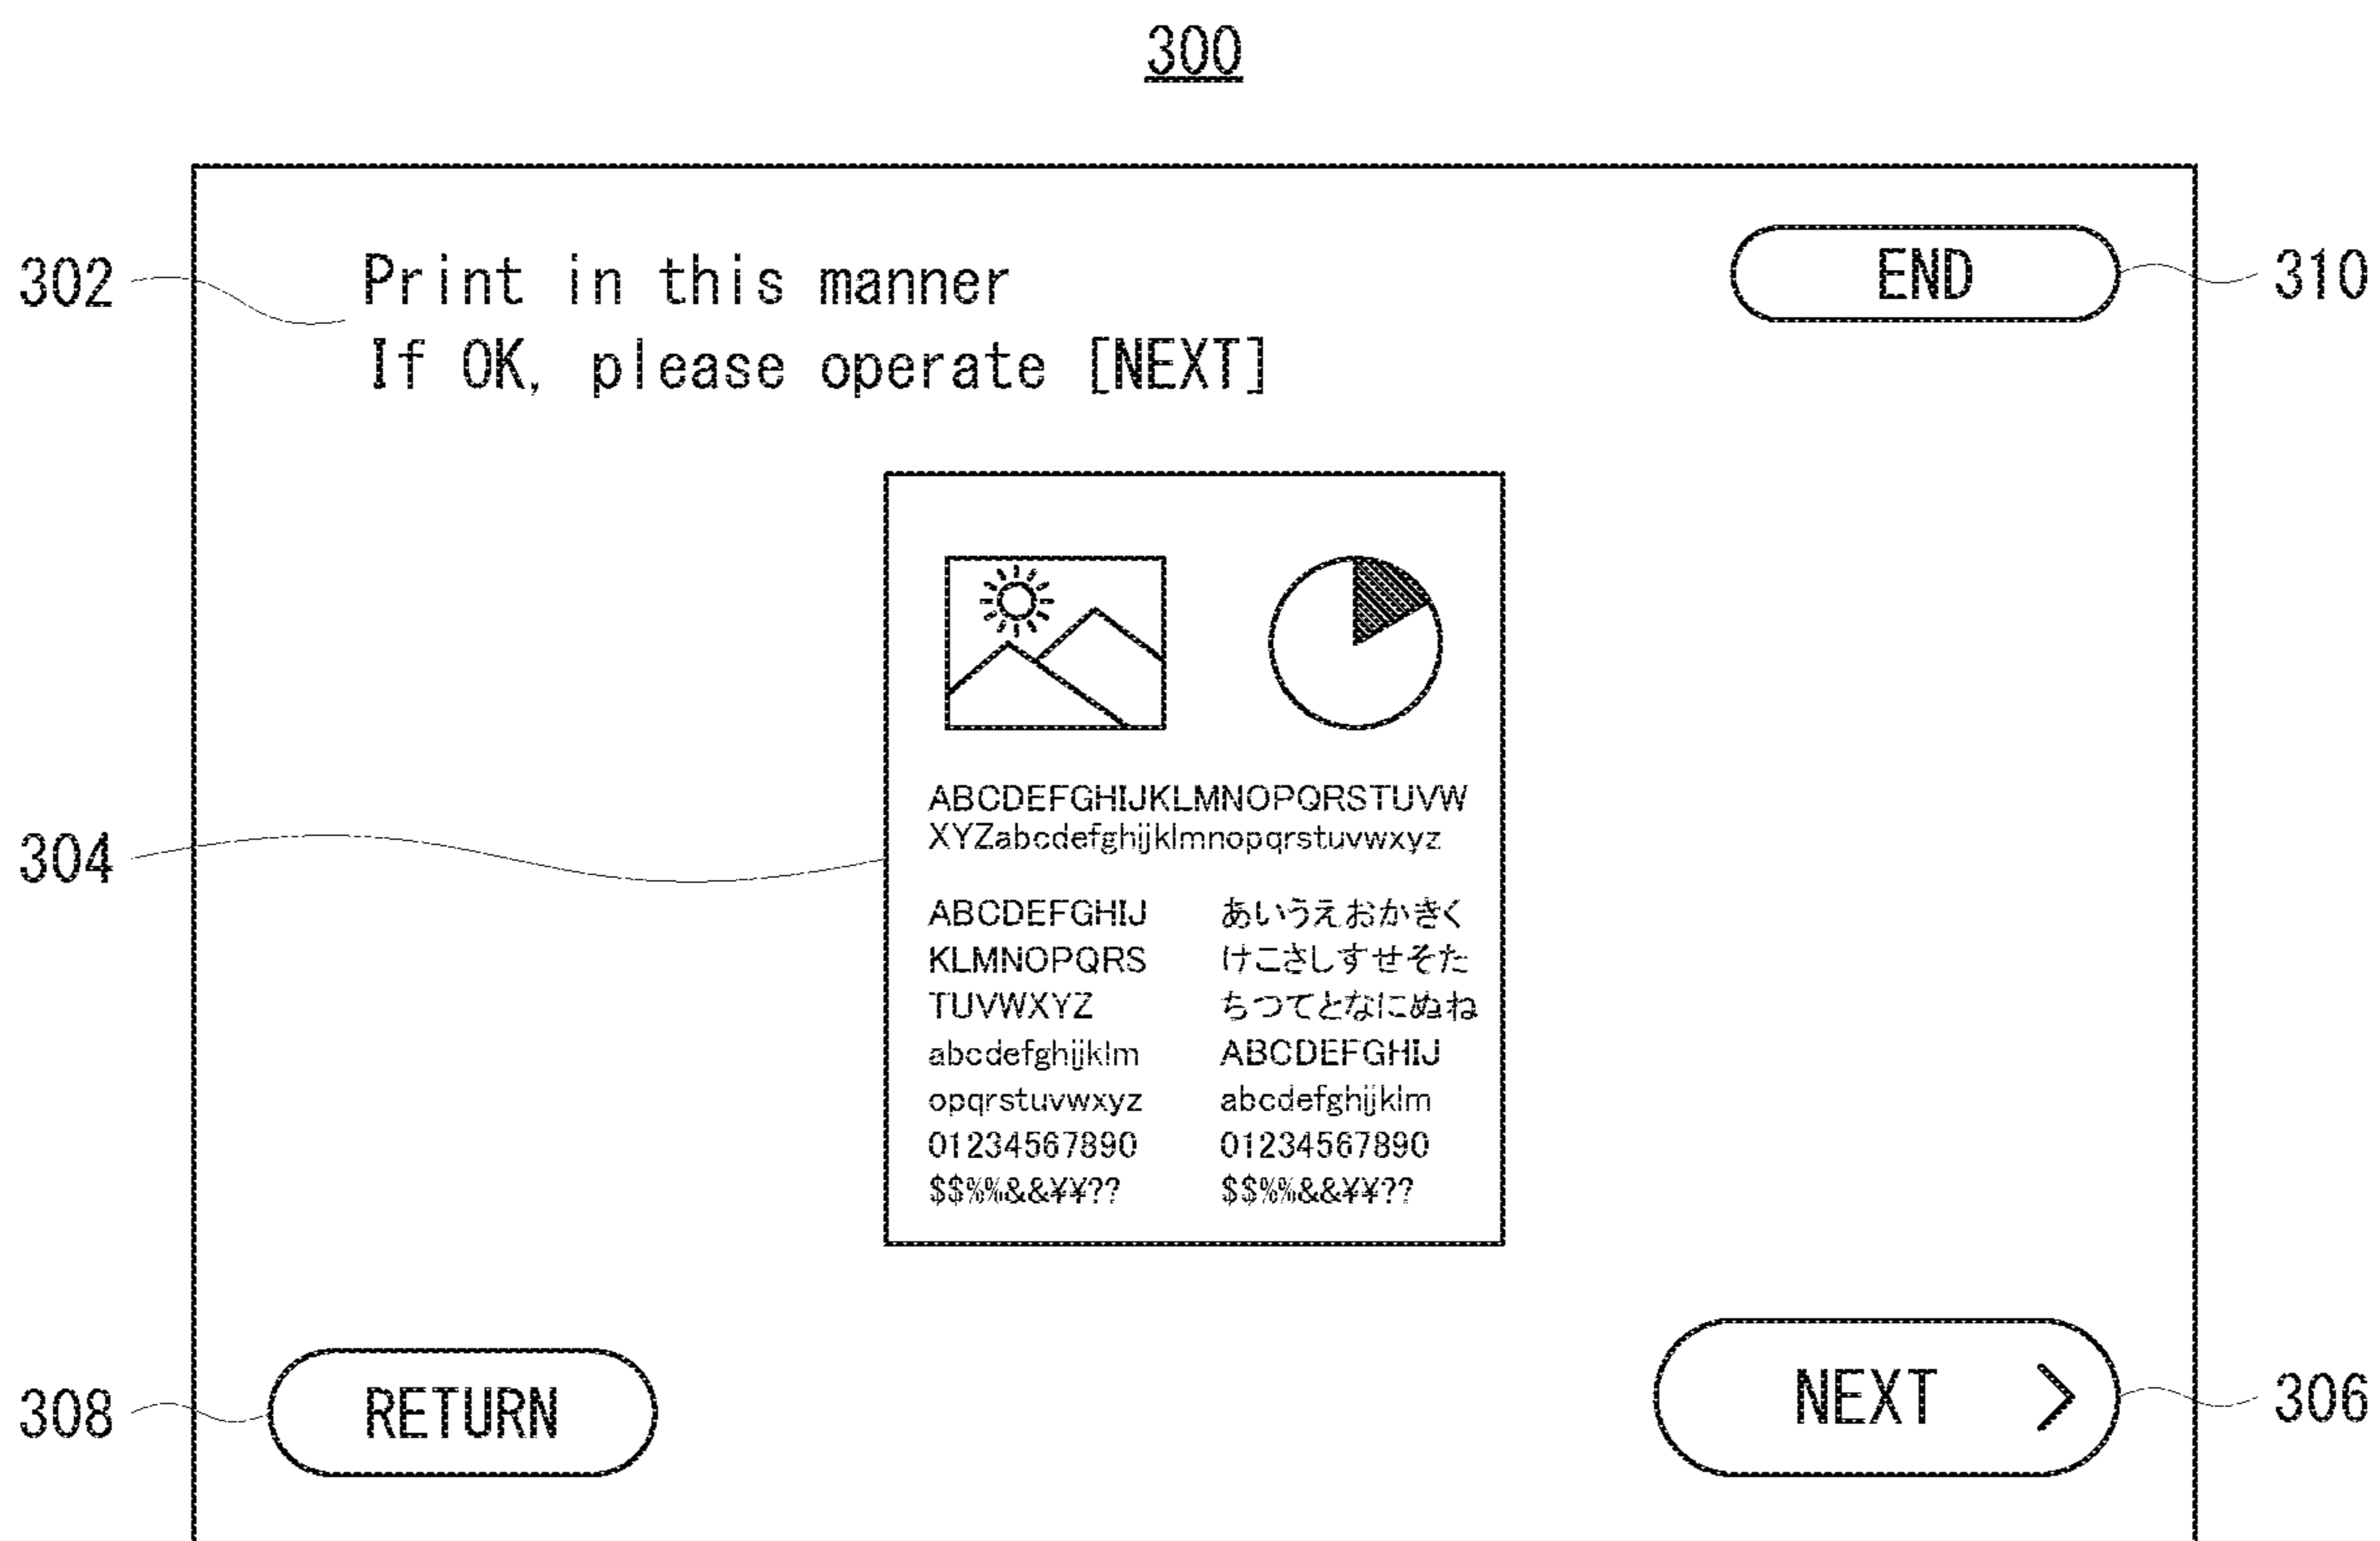 300
302
Print in this manner
If OK, please operate [NEXT]
END
310
304
ABCDEFGHIJKLMNOPQRSTUVW
XYZabcdefghijklmnopqrstuvwxyz
ABCDEFGHIJ
KLMNOPQRS
TUVWXYZ
abcdefghijklm
opqrstuvwxyz
01234567890
$$%%&&¥¥??
あいうえおかきく
けこさしすせそた
ちつてとなにぬね
ABCDEFGHIJ
abcdefghijklm
01234567890
$$%%&&¥¥??
308
RETURN
NEXT >
306